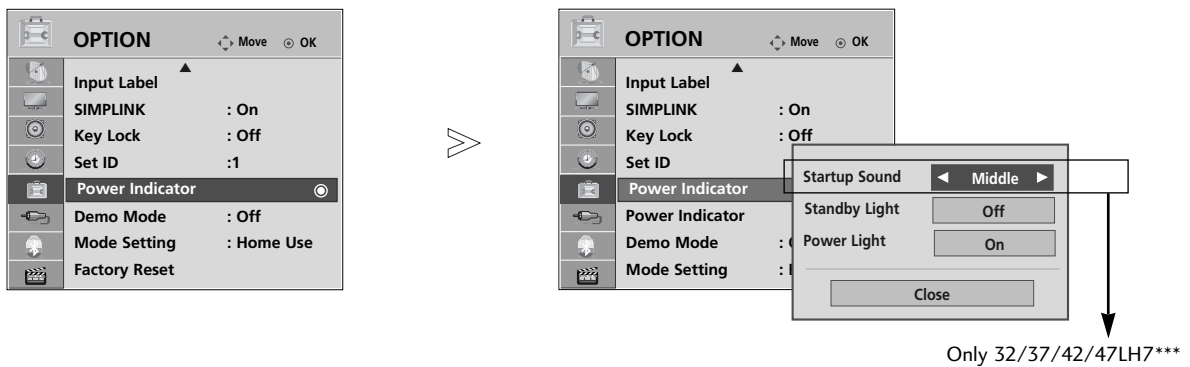 OPTION Move OK
Input Label
SIMPLINK : On
Key Lock : Off
Set ID :1
Power Indicator
Demo Mode : Off
Mode Setting : Home Use
Factory Reset
OPTION Move OK
Input Label
SIMPLINK : On
Key Lock : Off
Set ID
Power Indicator
Power Indicator
Demo Mode :
Mode Setting :
Startup Sound Middle
Standby Light Off
Power Light On
Close
Only 32/37/42/47LH7***